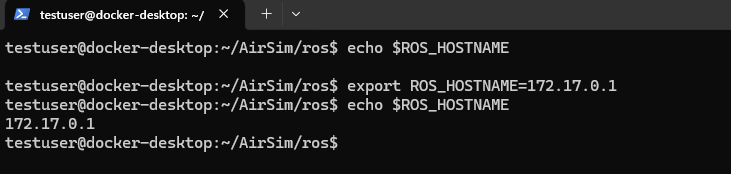 testuser@docker-desktop: ~/
testuser@docker-desktop:~/AirSim/ros$ echo $ROS_HOSTNAME
testuser@docker-desktop:~/AirSim/ros$ export ROS_HOSTNAME=172.17.0.1
testuser@docker-desktop:~/AirSim/ros$ echo $ROS_HOSTNAME
172.17.0.1
testuser@docker-desktop:~/AirSim/ros$